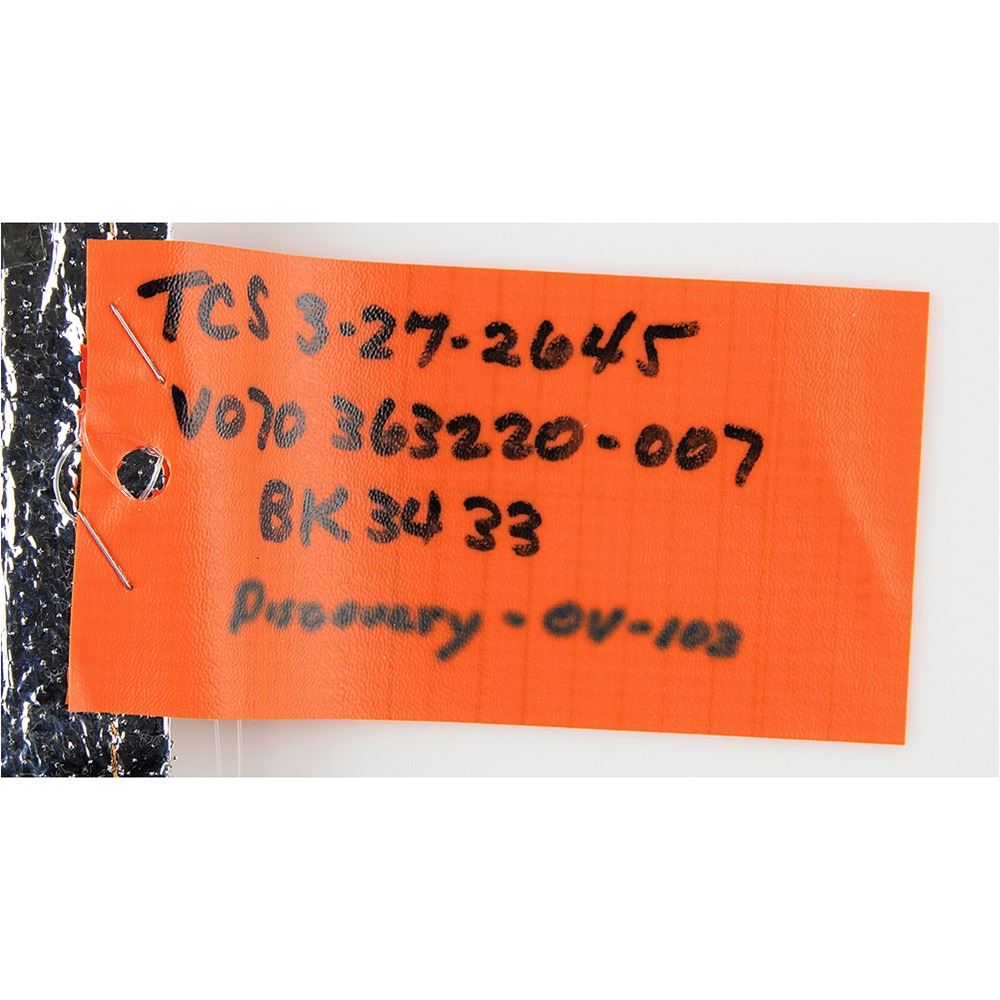 TCS 3-27-2645
V070 363220-007
BK 34 33
Discovery - OV-103